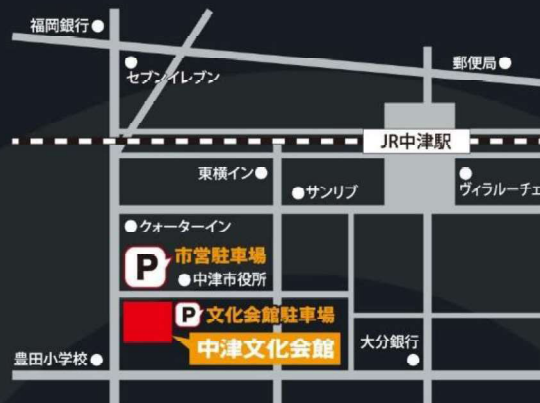 福岡銀行
セブンイレブン
郵便局
JR中津駅
東横イン
サンリブ
ヴィラルーチェ
クォーターイン
P 市営駐車場
中津市役所
P 文化会館駐車場
中津文化会館
大分銀行
豊田小学校